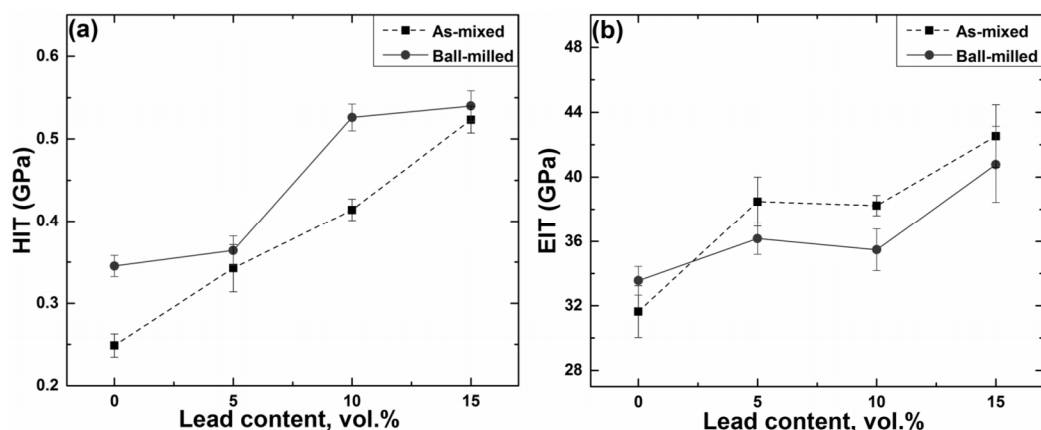 (a)
As-mixed
Ball-milled
HIT (GPa)
0.6
0.5
0.4
0.3
0.2
0 5 10 15
Lead content, vol.%
(b)
As-mixed
Ball-milled
EIT (GPa)
48
44
40
36
32
28
0 5 10 15
Lead content, vol.%